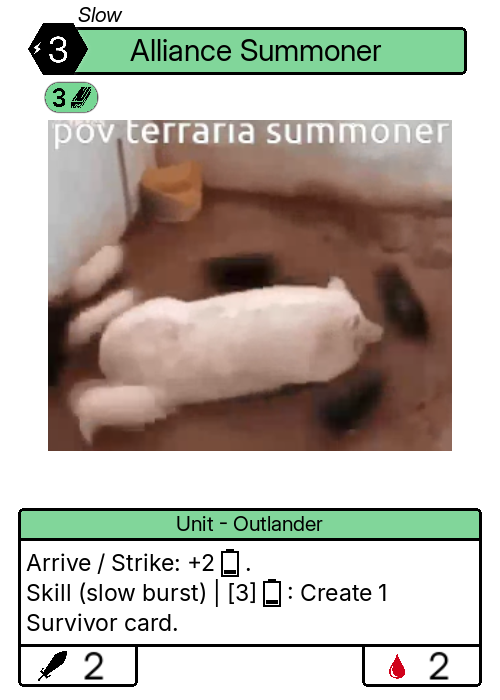 Slow
3 Alliance Summoner
3
pov terraria summoner
Unit - Outlander
Arrive / Strike: +2 .
Skill (slow burst) | [3] : Create 1
Survivor card.
2 2